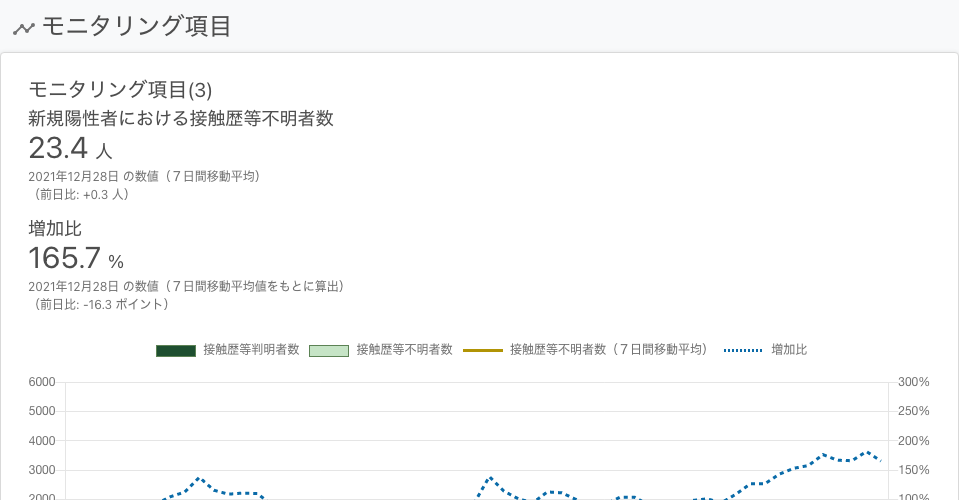 モニタリング項目
モニタリング項目(3)
新規陽性者における接触歴等不明者数
23.4 人
2021年12月28日 の数値（７日間移動平均）
（前日比: +0.3 人）
増加比
165.7 %
2021年12月28日 の数値（７日間移動平均値をもとに算出）
（前日比: -16.3 ポイント）
接触歴等判明者数 接触歴等不明者数 接触歴等不明者数（７日間移動平均） 増加比
6000 300%
5000 250%
4000 200%
3000 150%
2000 100%